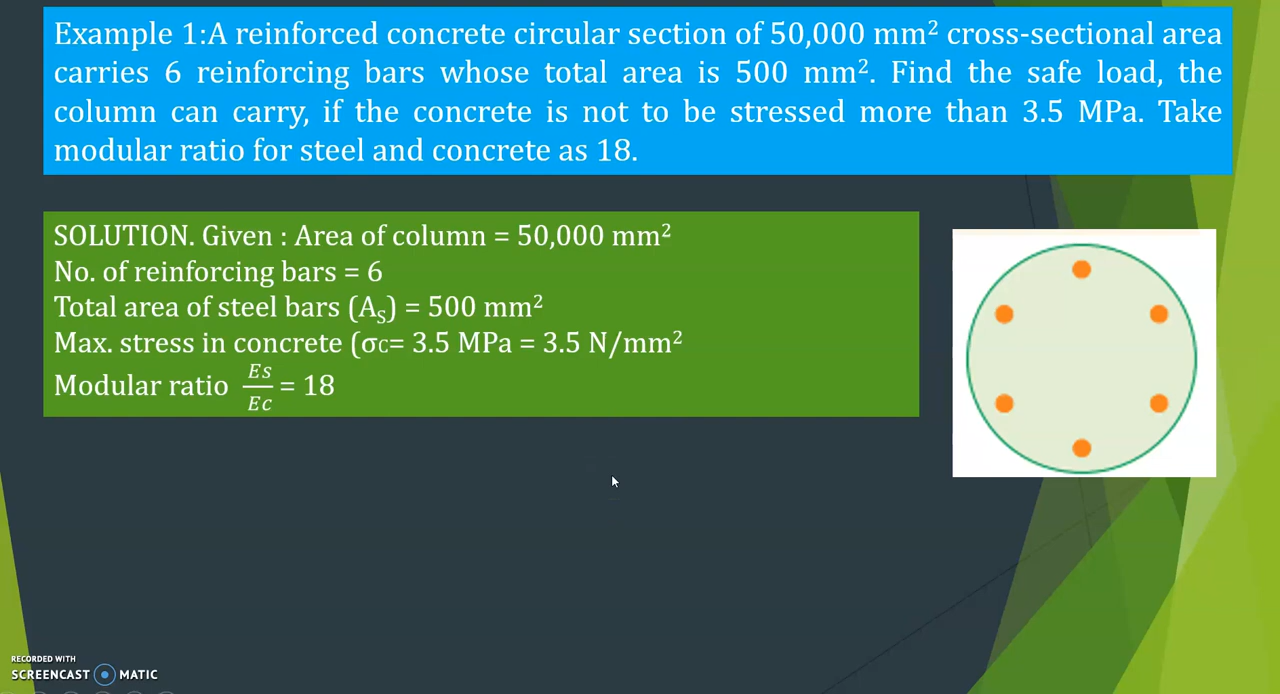 Example 1:A reinforced concrete circular section of 50,000 mm² cross-sectional area
carries 6 reinforcing bars whose total area is 500 mm². Find the safe load, the
column can carry, if the concrete is not to be stressed more than 3.5 MPa. Take
modular ratio for steel and concrete as 18.
SOLUTION. Given : Area of column = 50,000 mm²
No. of reinforcing bars = 6
Total area of steel bars (Aₛ) = 500 mm²
Max. stress in concrete (σc= 3.5 MPa = 3.5 N/mm²
Modular ratio Es/Ec = 18
RECORDED WITH
SCREENCAST MATIC